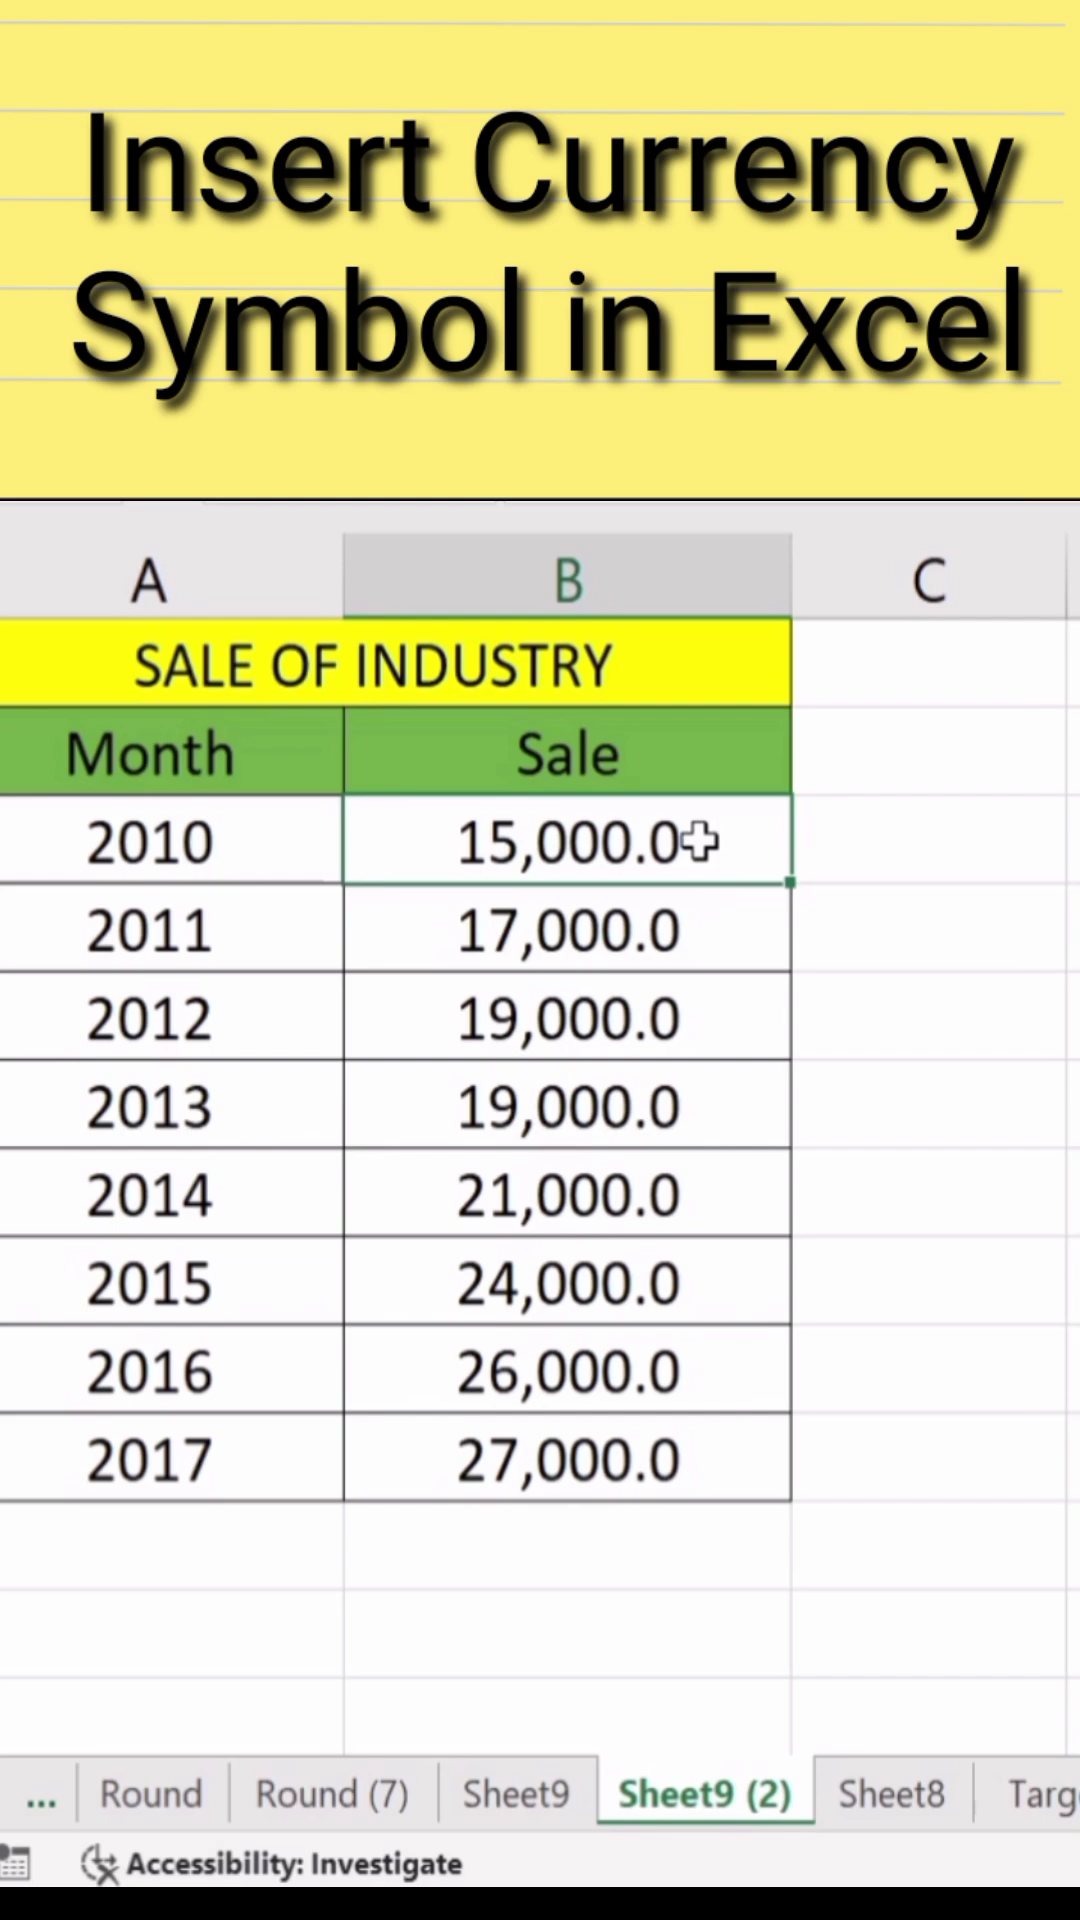 Insert Currency
Symbol in Excel
A B C
SALE OF INDUSTRY
Month Sale
2010 15,000.0
2011 17,000.0
2012 19,000.0
2013 19,000.0
2014 21,000.0
2015 24,000.0
2016 26,000.0
2017 27,000.0
... Round Round (7) Sheet9 Sheet9 (2) Sheet8 Targ
Accessibility: Investigate